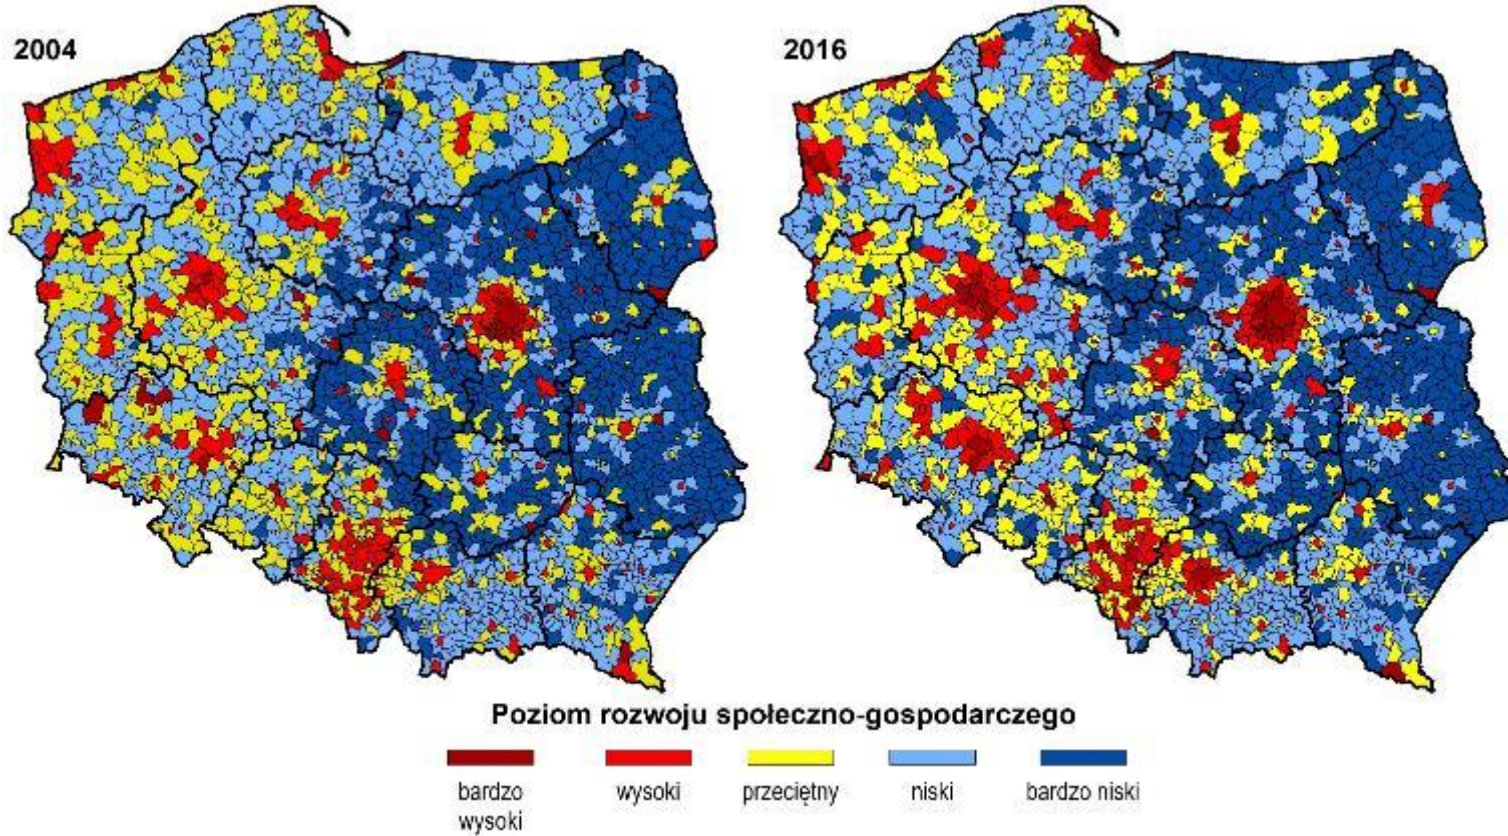 2004
2016
Poziom rozwoju społeczno-gospodarczego
bardzo wysoki
wysoki
przeciętny
niski
bardzo niski